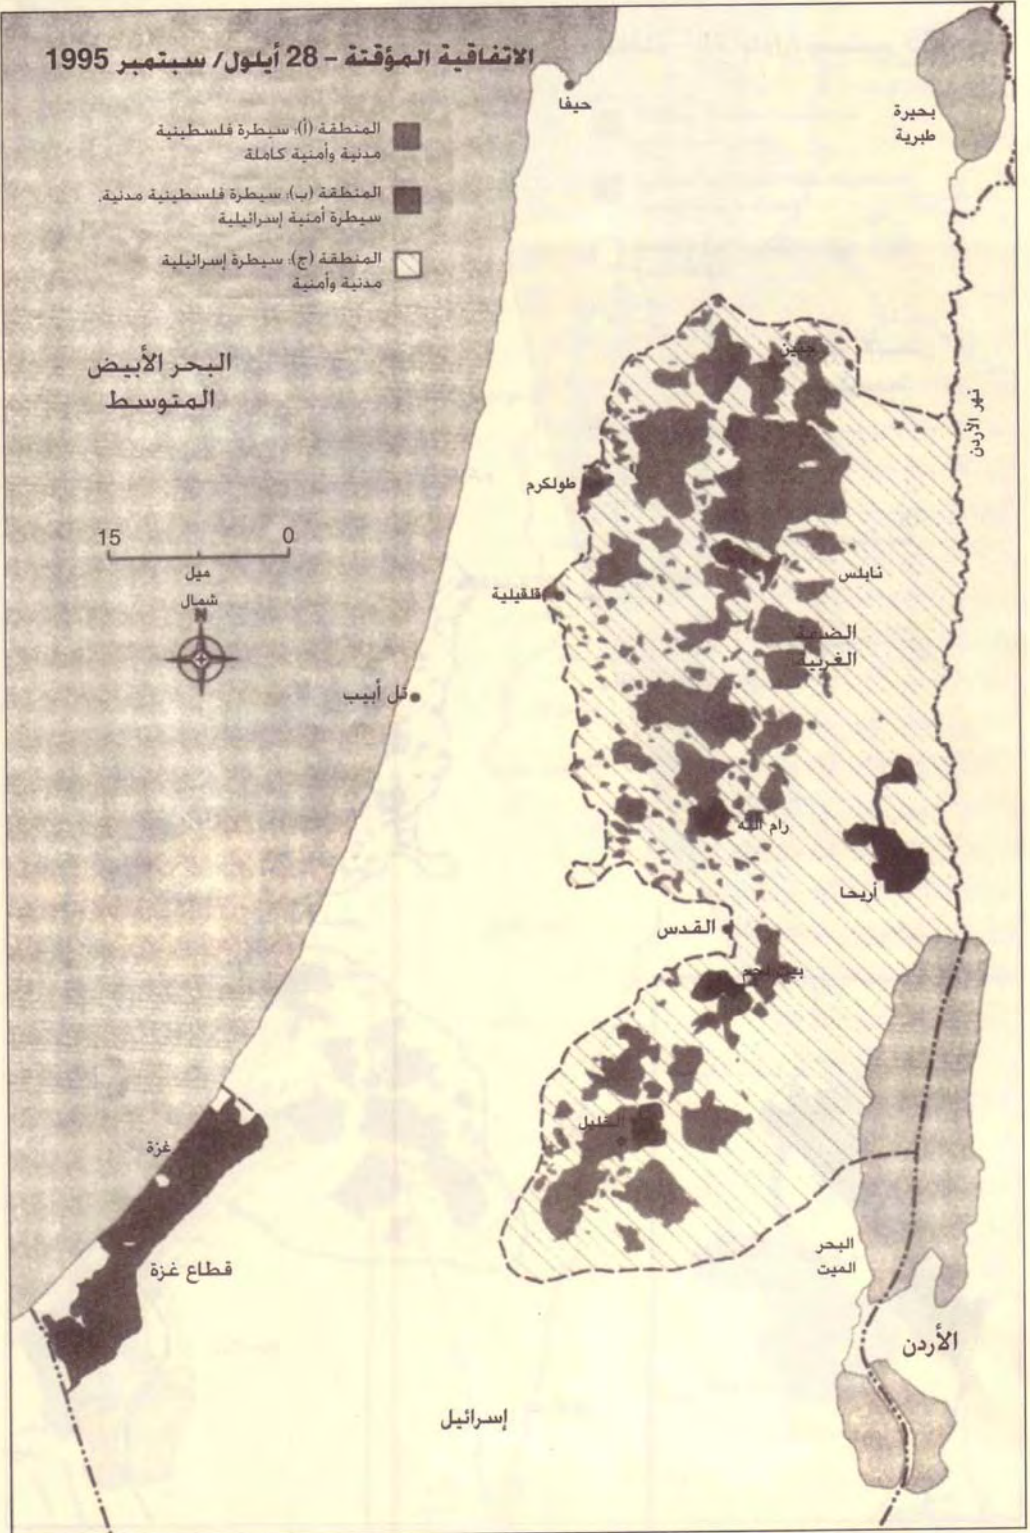 الاتفاقية المؤقتة – 28 أيلول/ سبتمبر 1995
المنطقة (أ): سيطرة فلسطينية
مدنية وأمنية كاملة
المنطقة (ب): سيطرة فلسطينية مدنية.
سيطرة أمنية إسرائيلية
المنطقة (ج): سيطرة إسرائيلية
مدنية وأمنية
حيفا
بحيرة
طبرية
البحر الأبيض
المتوسط
جنين
نهر الأردن
طولكرم
15
0
ميل
شمال
N
نابلس
قلقيلية
الضفة
الغربية
تل أبيب
رام الله
أريحا
القدس
بيت لحم
الخليل
غزة
قطاع غزة
البحر
الميت
الأردن
إسرائيل